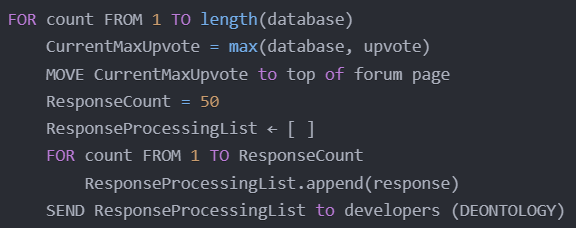 FOR count FROM 1 TO length(database)
CurrentMaxUpvote = max(database, upvote)
MOVE CurrentMaxUpvote to top of forum page
ResponseCount = 50
ResponseProcessingList ← [ ]
FOR count FROM 1 TO ResponseCount
ResponseProcessingList.append(response)
SEND ResponseProcessingList to developers (DEONTOLOGY)